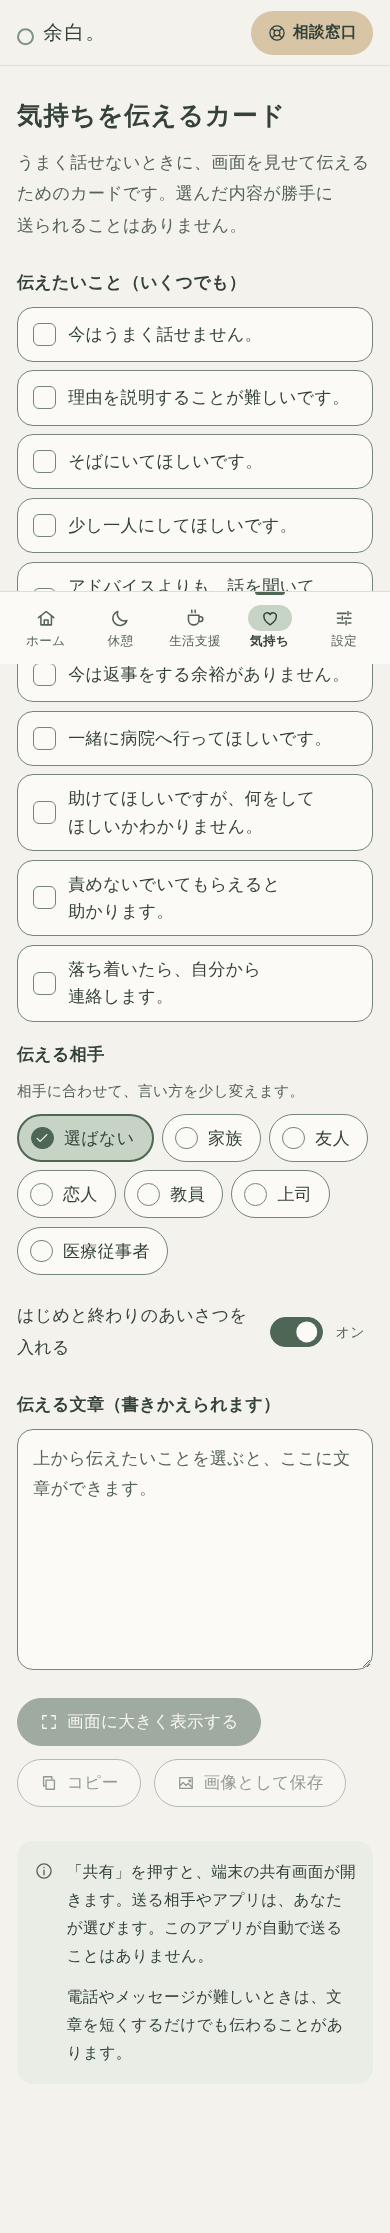 余白。
相談窓口
気持ちを伝えるカード
うまく話せないときに、画面を見せて伝える
ためのカードです。選んだ内容が勝手に
送られることはありません。
伝えたいこと（いくつでも）
今はうまく話せません。
理由を説明することが難しいです。
そばにいてほしいです。
少し一人にしてほしいです。
アドバイスよりも、話を聞いて
ホーム
休憩
生活支援
気持ち
設定
今は返事をする余裕がありません。
一緒に病院へ行ってほしいです。
助けてほしいですが、何をして
ほしいかわかりません。
責めないでいてもらえると
助かります。
落ち着いたら、自分から
連絡します。
伝える相手
相手に合わせて、言い方を少し変えます。
選ばない
家族
友人
恋人
教員
上司
医療従事者
はじめと終わりのあいさつを
入れる
オン
伝える文章（書きかえられます）
上から伝えたいことを選ぶと、ここに文
章ができます。
画面に大きく表示する
コピー
画像として保存
「共有」を押すと、端末の共有画面が開
きます。送る相手やアプリは、あなた
が選びます。このアプリが自動で送る
ことはありません。
電話やメッセージが難しいときは、文
章を短くするだけでも伝わることがあ
ります。